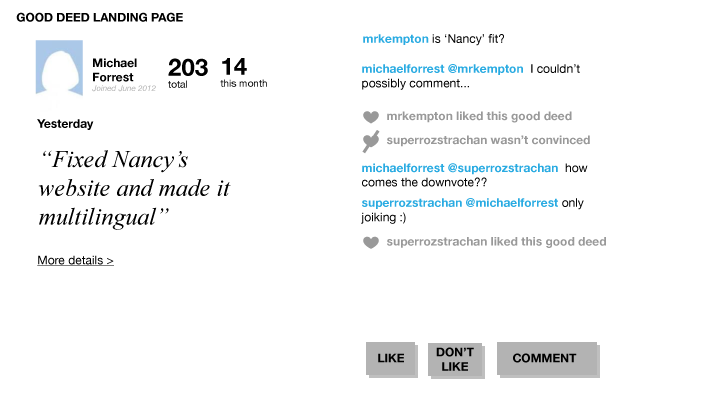 GOOD DEED LANDING PAGE
Michael
Forrest
Joined June 2012
203
total
14
this month
Yesterday
“Fixed Nancy’s
website and made it
multilingual”
More details >
mrkempton is ‘Nancy’ fit?
michaelforrest @mrkempton I couldn’t
possibly comment...
mrkempton liked this good deed
superrozstrachan wasn’t convinced
michaelforrest @superrozstrachan how
comes the downvote??
superrozstrachan @michaelforrest only
joiking :)
superrozstrachan liked this good deed
LIKE
DON’T
LIKE
COMMENT